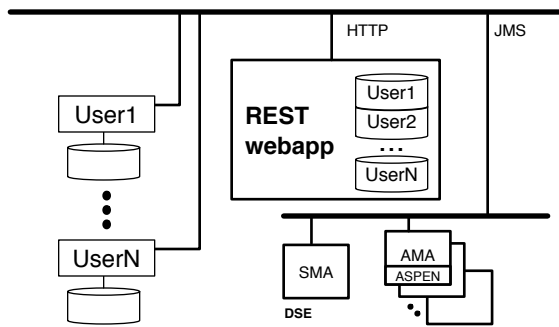 HTTP
JMS
User1
UserN
REST
webapp
User1
User2
...
UserN
SMA
DSE
AMA
ASPEN